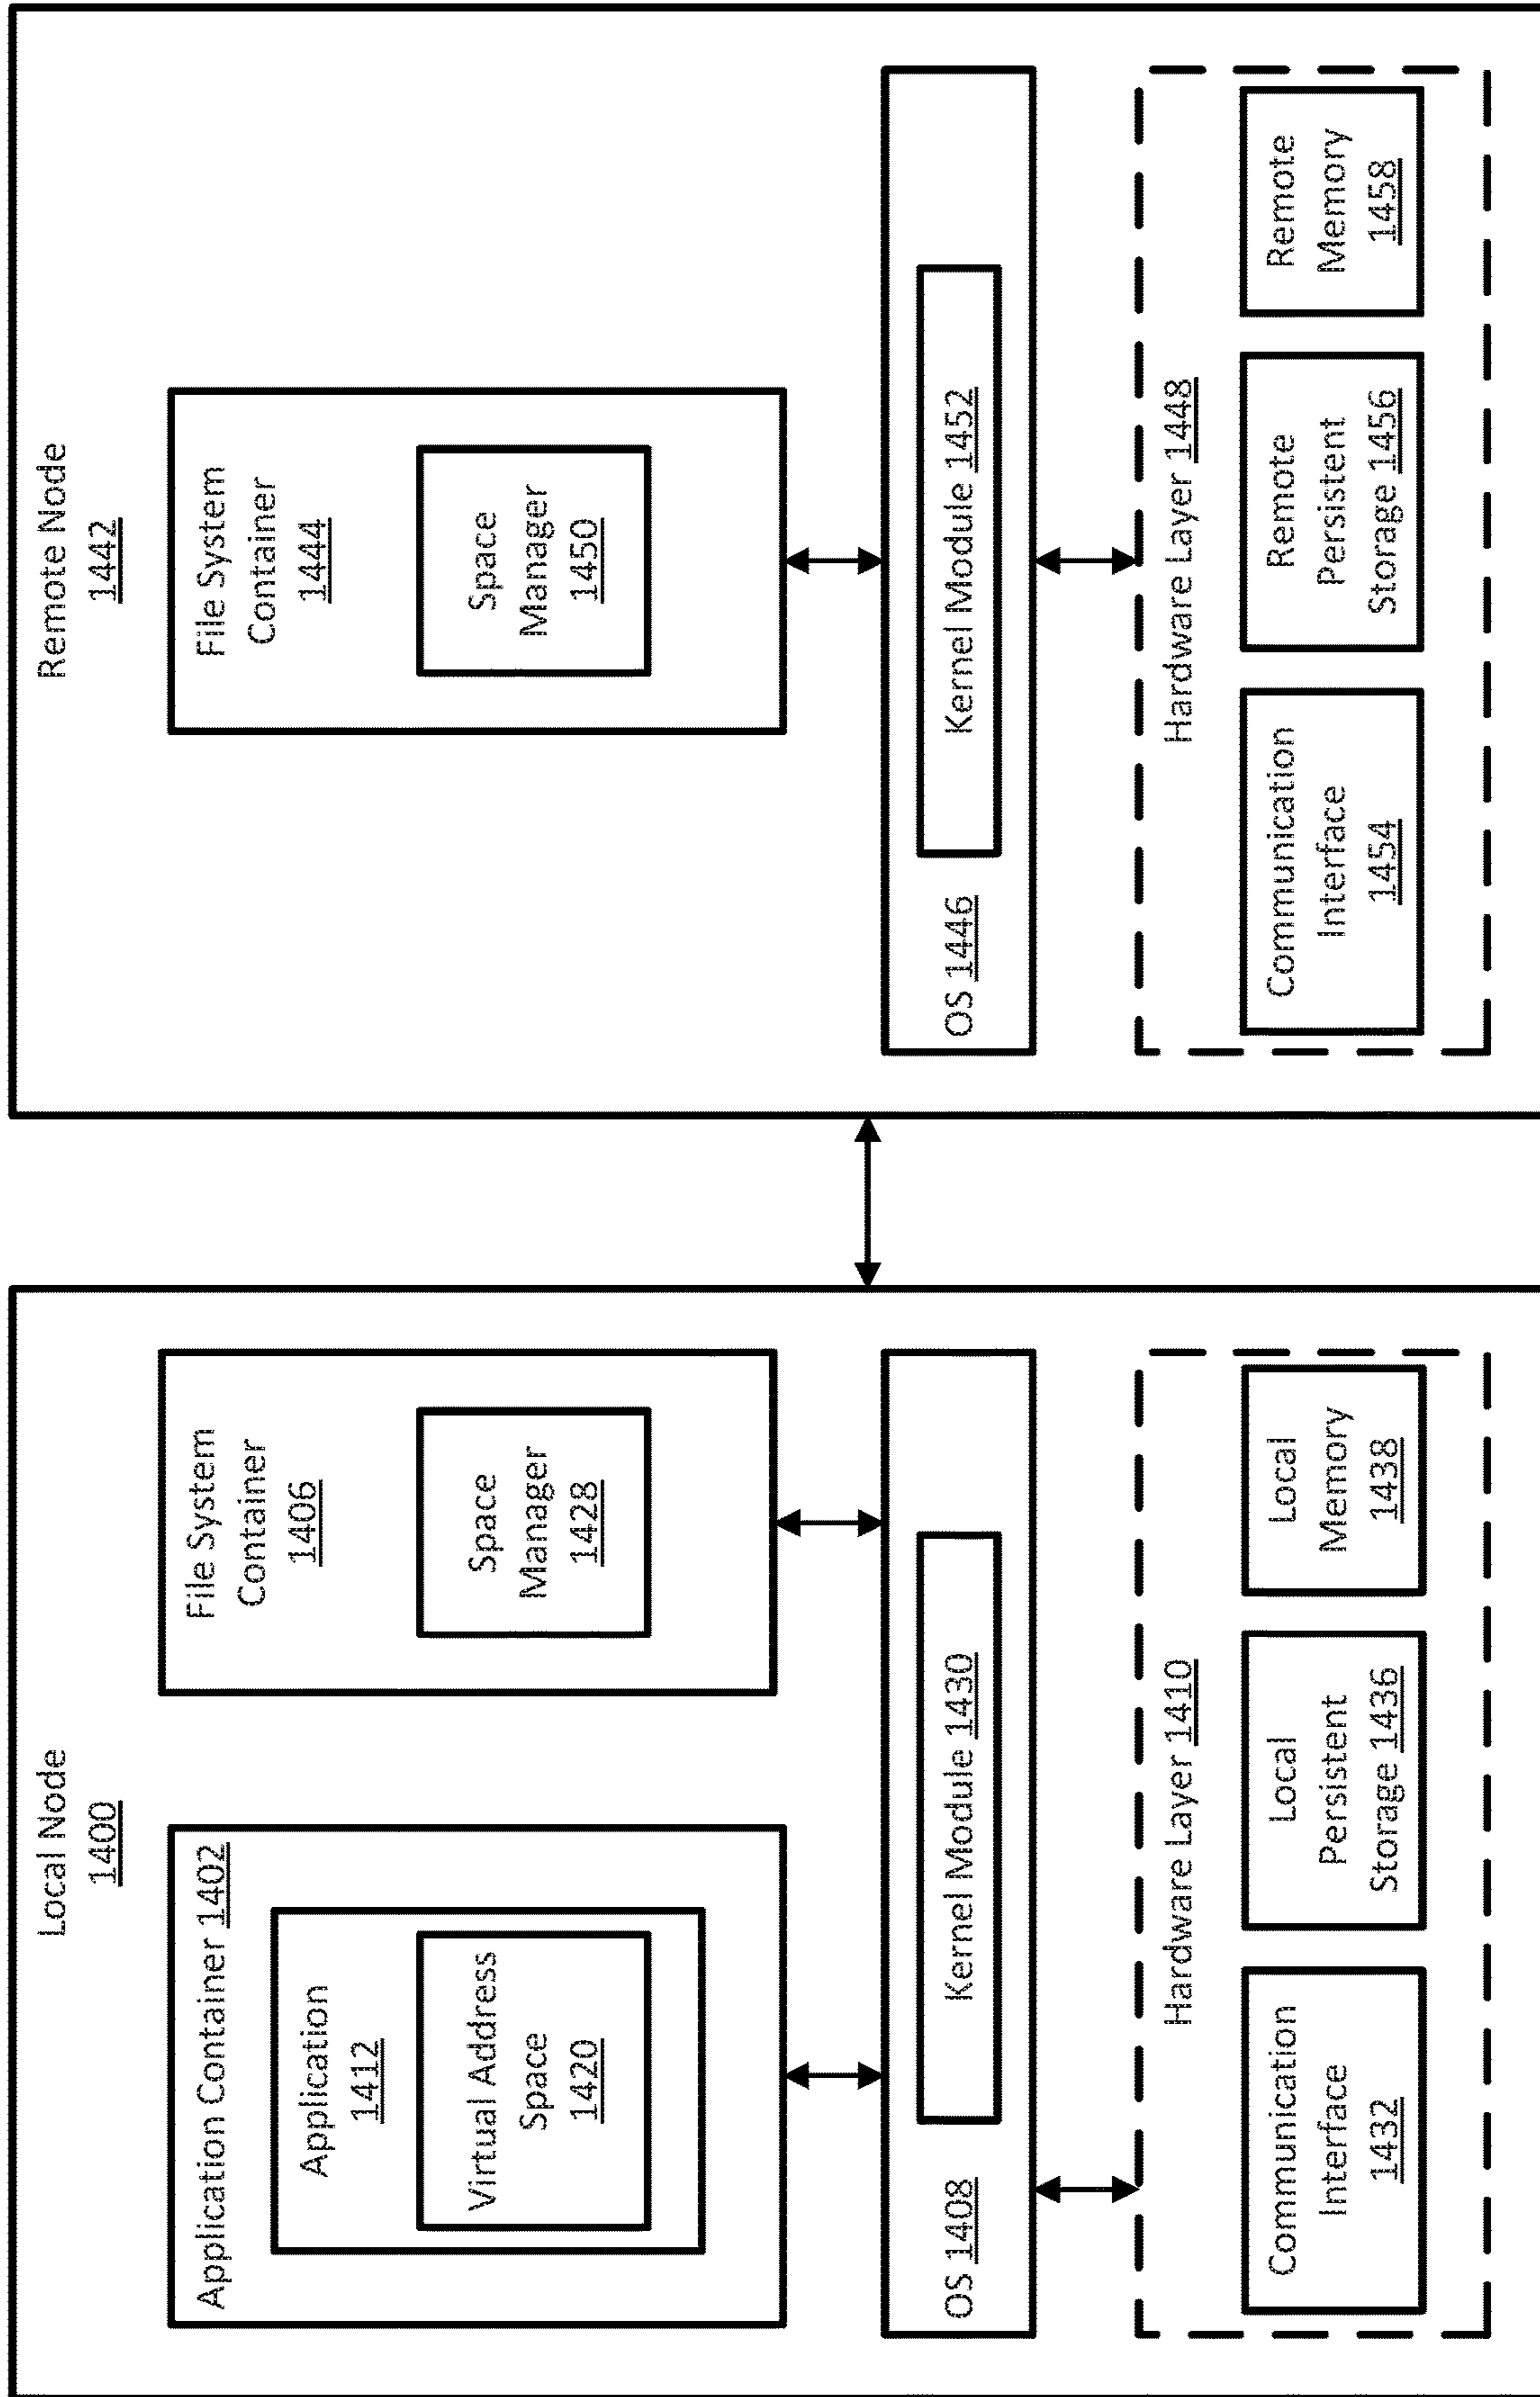 Local Node
1400
Application Container 1402
Application
1412
Virtual Address
Space
1420
File System
Container
1406
Space
Manager
1428
OS 1408
Kernel Module 1430
Hardware Layer 1410
Communication
Interface
1432
Local
Persistent
Storage 1436
Local
Memory
1438
Remote Node
1442
File System
Container
1444
Space
Manager
1450
OS 1446
Kernel Module 1452
Hardware Layer 1448
Communication
Interface
1454
Remote
Persistent
Storage 1456
Remote
Memory
1458